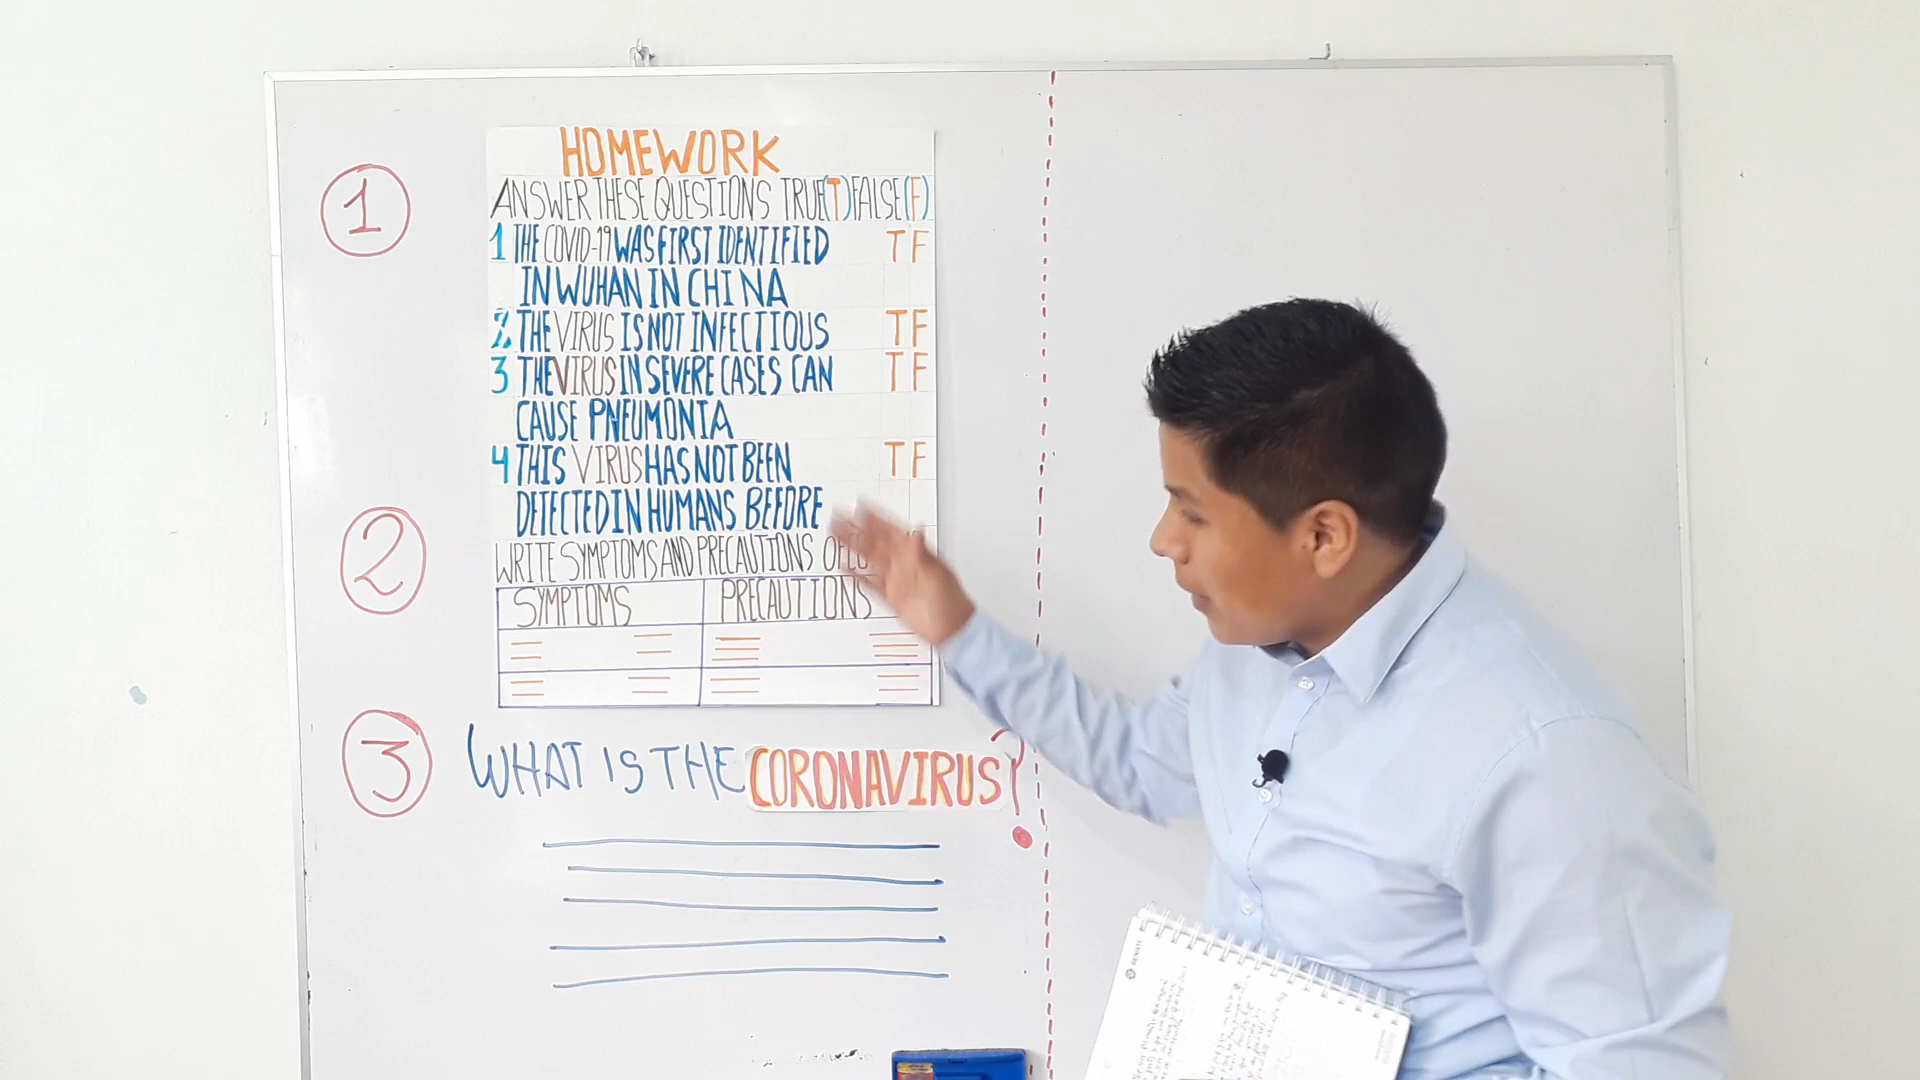 1
HOMEWORK
ANSWER THESE QUESTIONS TRUE(T)FALSE(F)
1 THE COVID-19 WAS FIRST IDENTIFIED T F
IN WUHAN IN CHINA
2 THE VIRUS IS NOT INFECTIOUS T F
3 THE VIRUS IN SEVERE CASES CAN T F
CAUSE PNEUMONIA
4 THIS VIRUS HAS NOT BEEN T F
DETECTED IN HUMANS BEFORE
2
WRITE SYMPTOMS AND PRECAUTIONS OF
SYMPTOMS PRECAUTIONS
3
WHAT IS THE CORONAVIRUS?